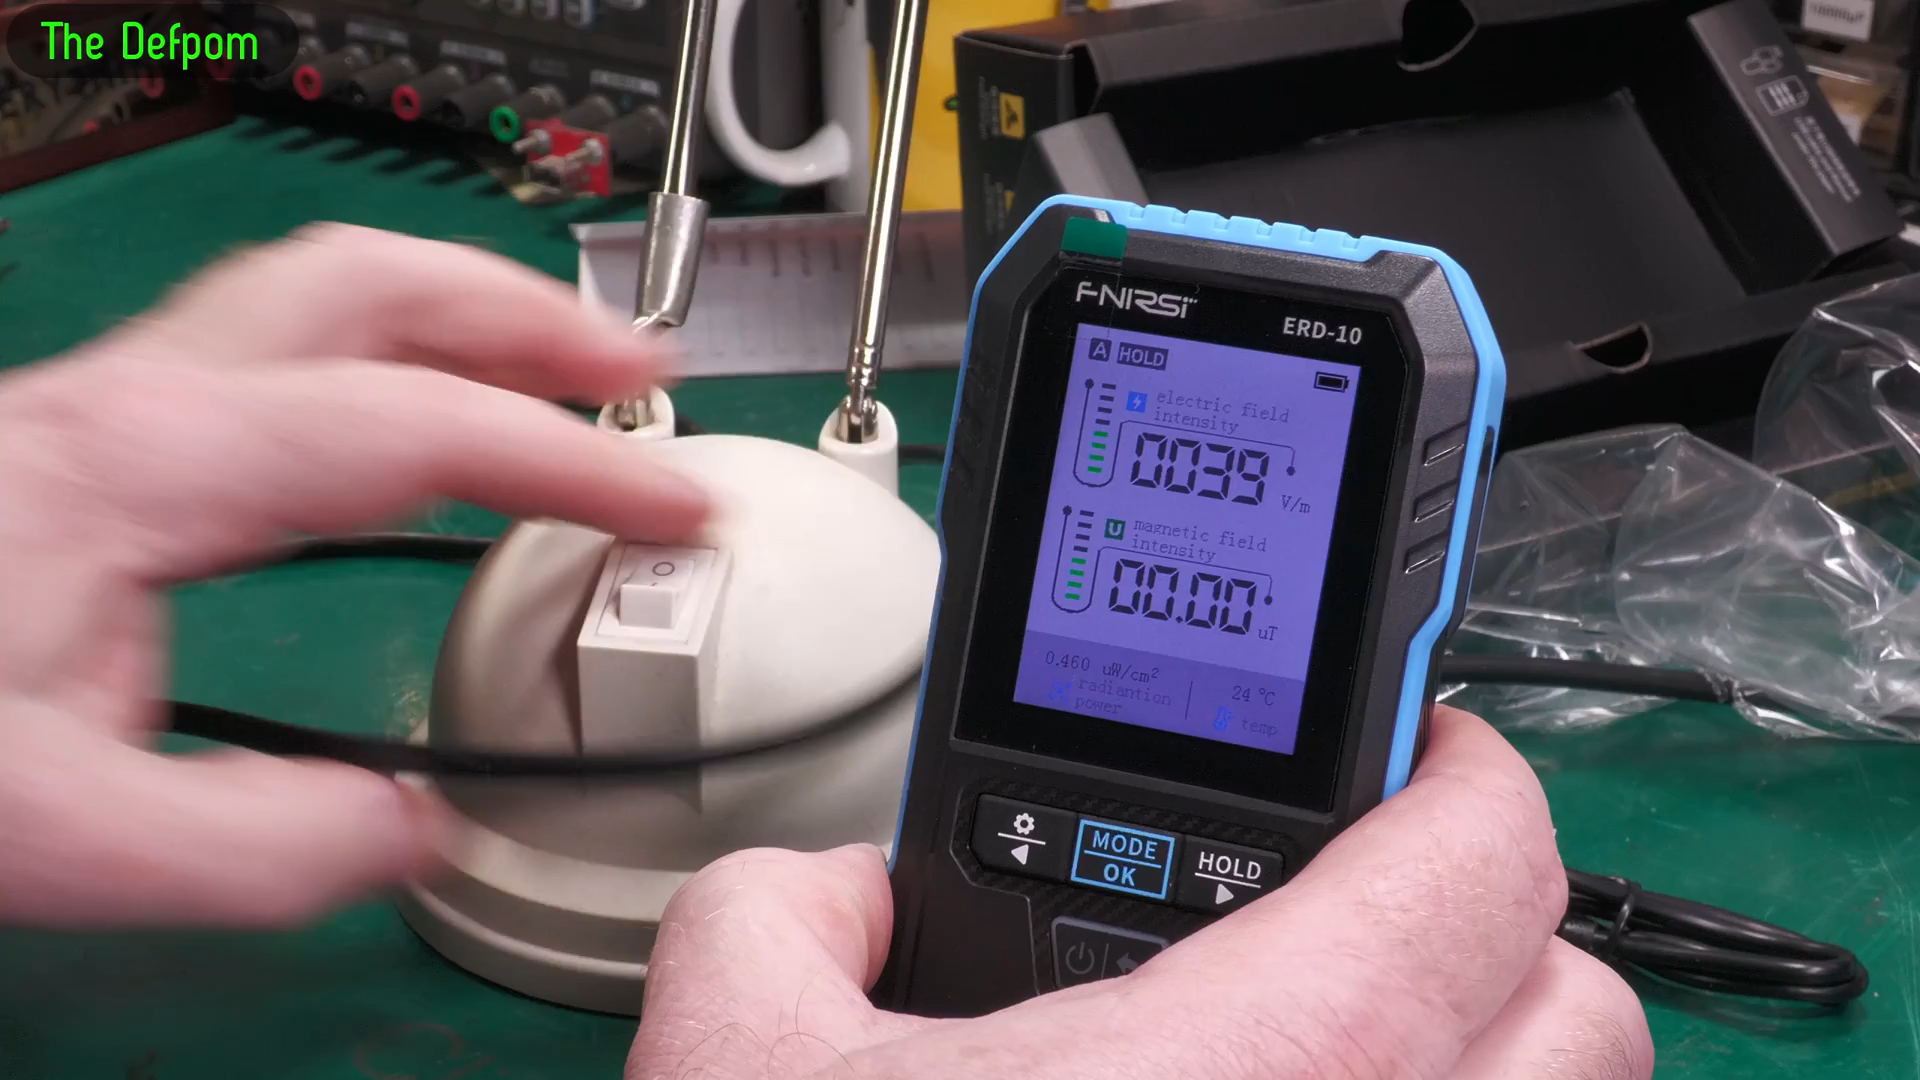 The Defpom
FNIRSI
ERD-10
A HOLD
electric field
intensity
0039
V/m
magnetic field
intensity
00.00
uT
0.460 uW/cm²
radiantion
power
24 °C
temp
MODE
OK
HOLD